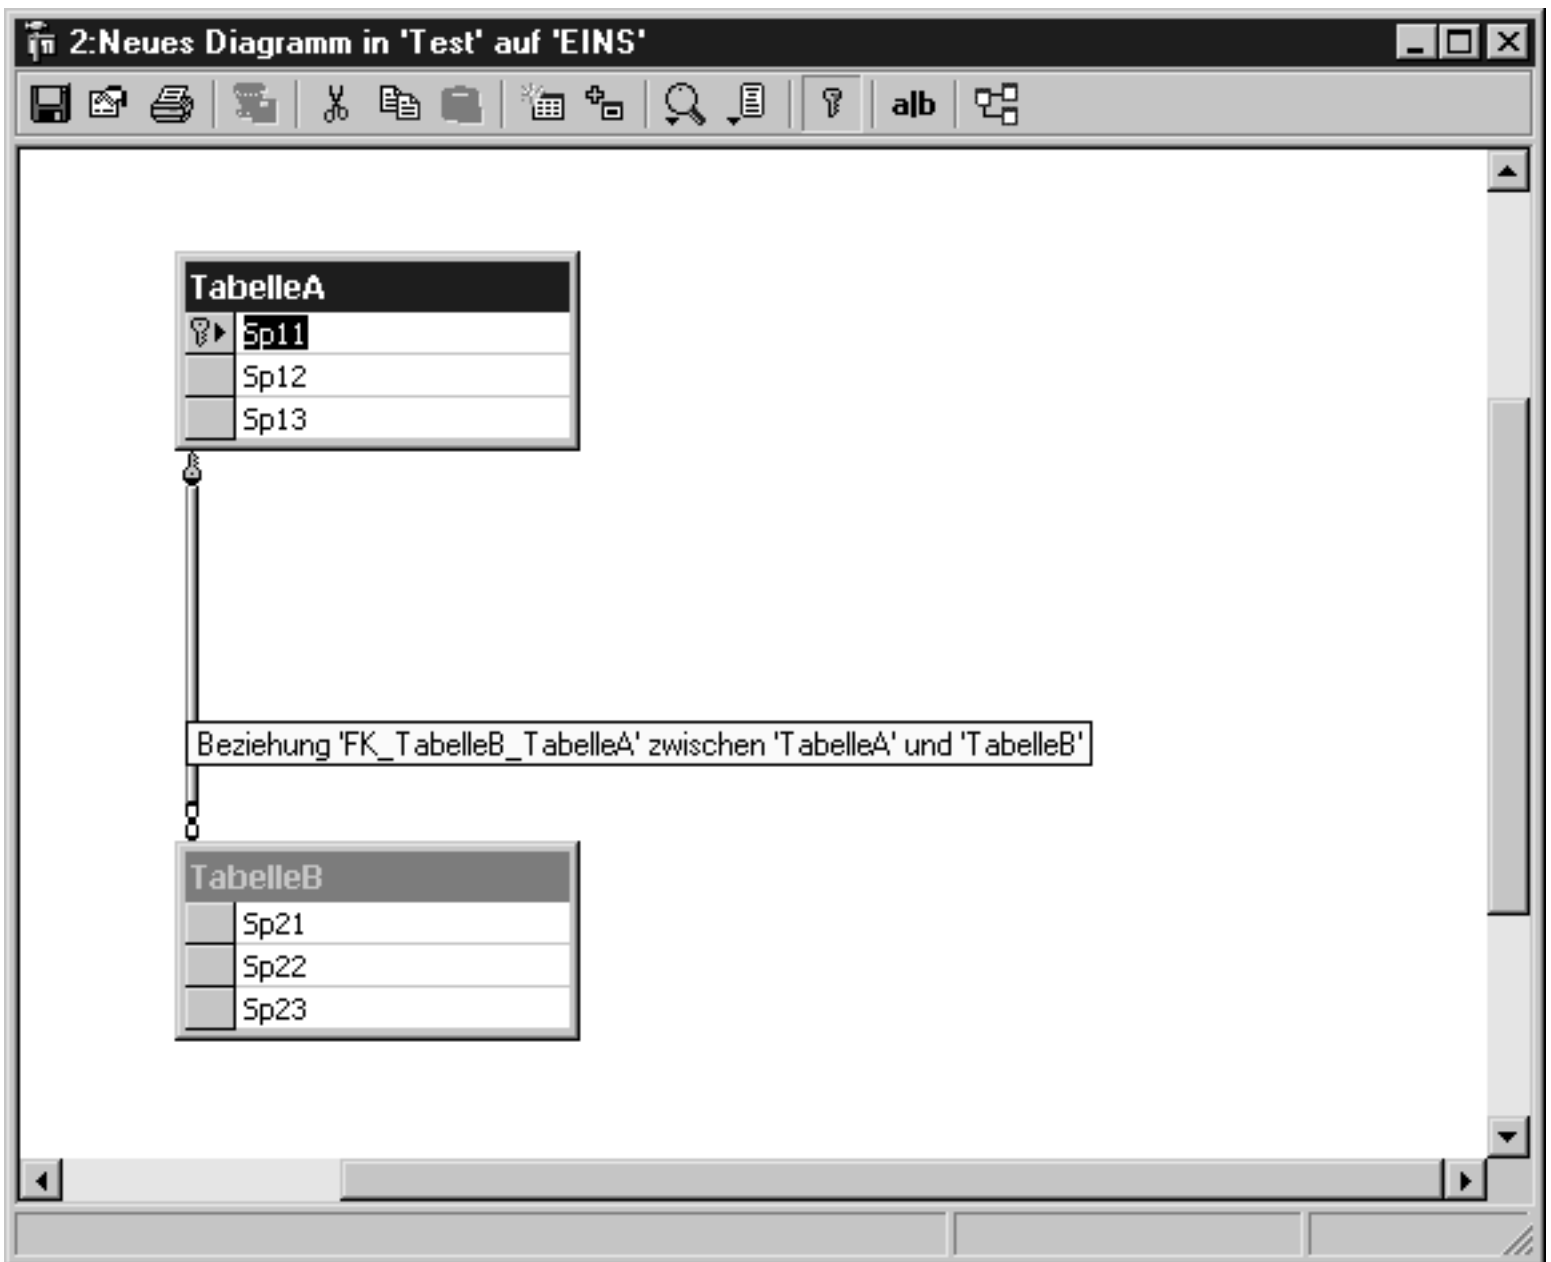 2:Neues Diagramm in 'Test' auf 'EINS'
a|b
TabelleA
Sp11
Sp12
Sp13
Beziehung 'FK_TabelleB_TabelleA' zwischen 'TabelleA' und 'TabelleB'
TabelleB
Sp21
Sp22
Sp23